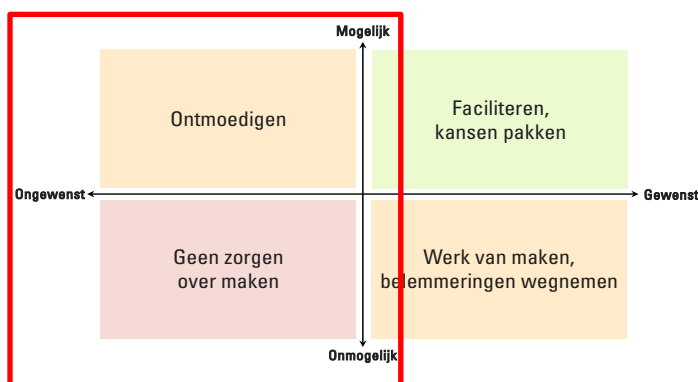 Mogelijk
Ontmoedigen
Faciliteren,
kansen pakken
Ongewenst
Gewenst
Geen zorgen
over maken
Werk van maken,
belemmeringen wegnemen
Onmogelijk